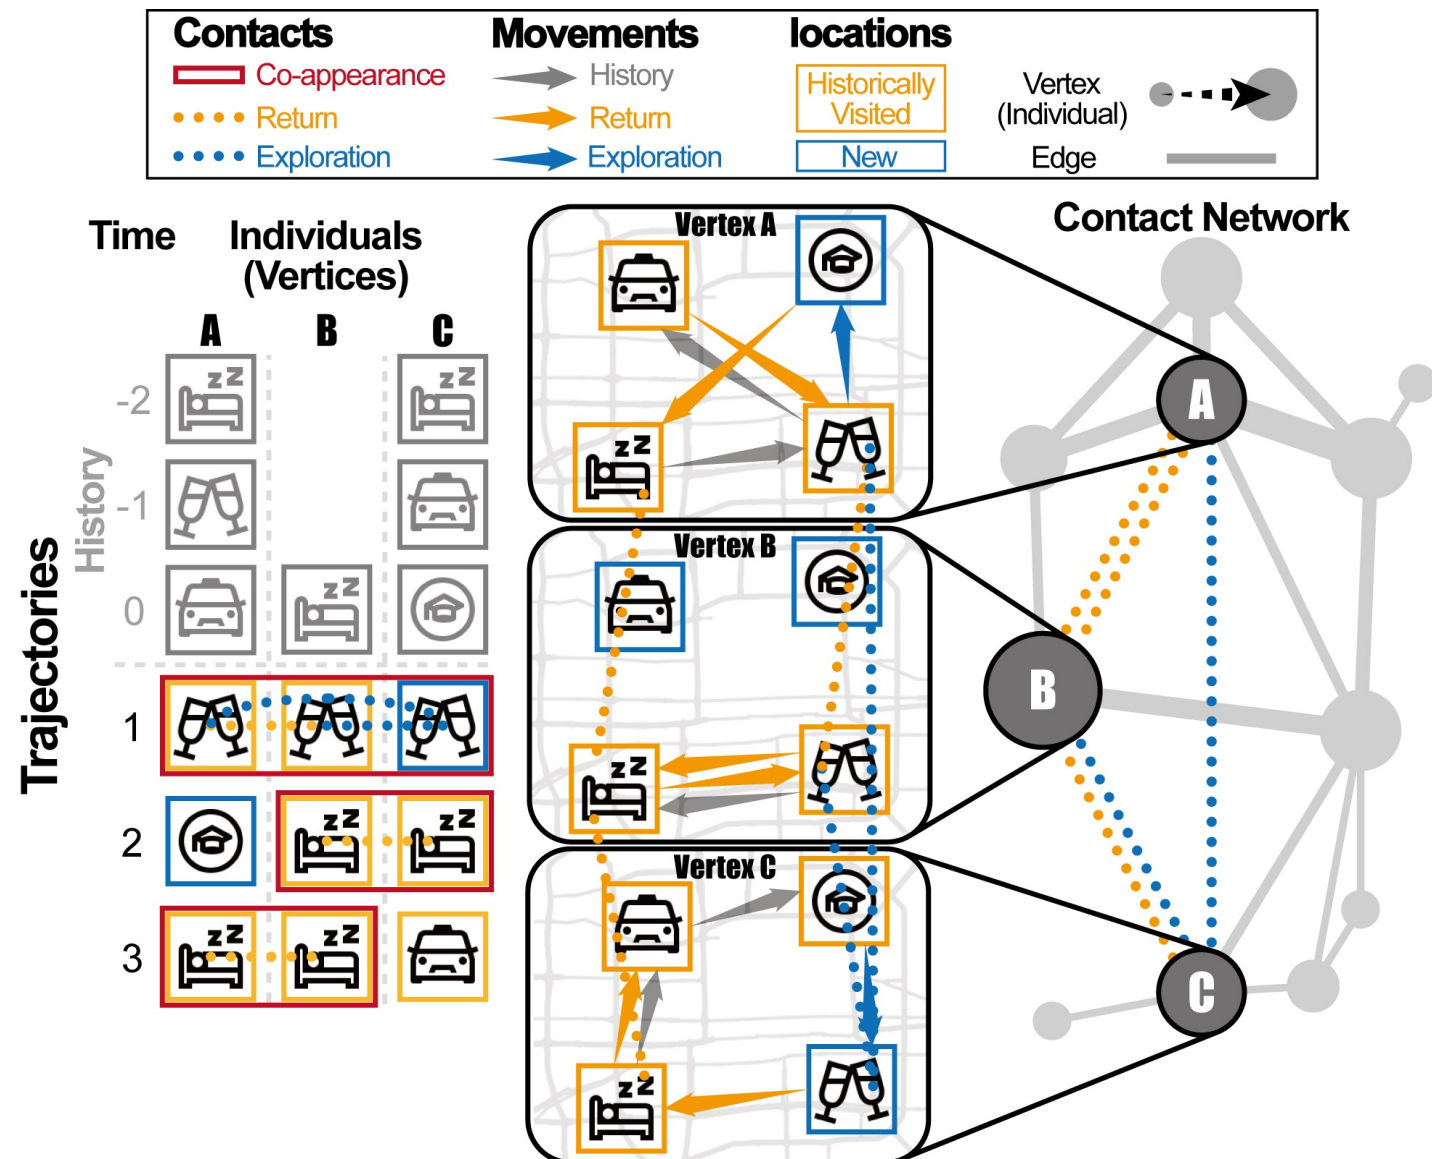 Contacts
Movements
locations
Co-appearance
History
Historically
Visited
Vertex
(Individual)
Return
Return
Exploration
Exploration
New
Edge
Time
Individuals
(Vertices)
Contact Network
A
B
C
Trajectories
History
-2
-1
0
1
2
3
z
Z
z
Z
z
Z
z
Z
z
Z
z
Z
z
Z
Vertex A
z
Z
Vertex B
z
Z
Vertex C
z
Z
A
B
C